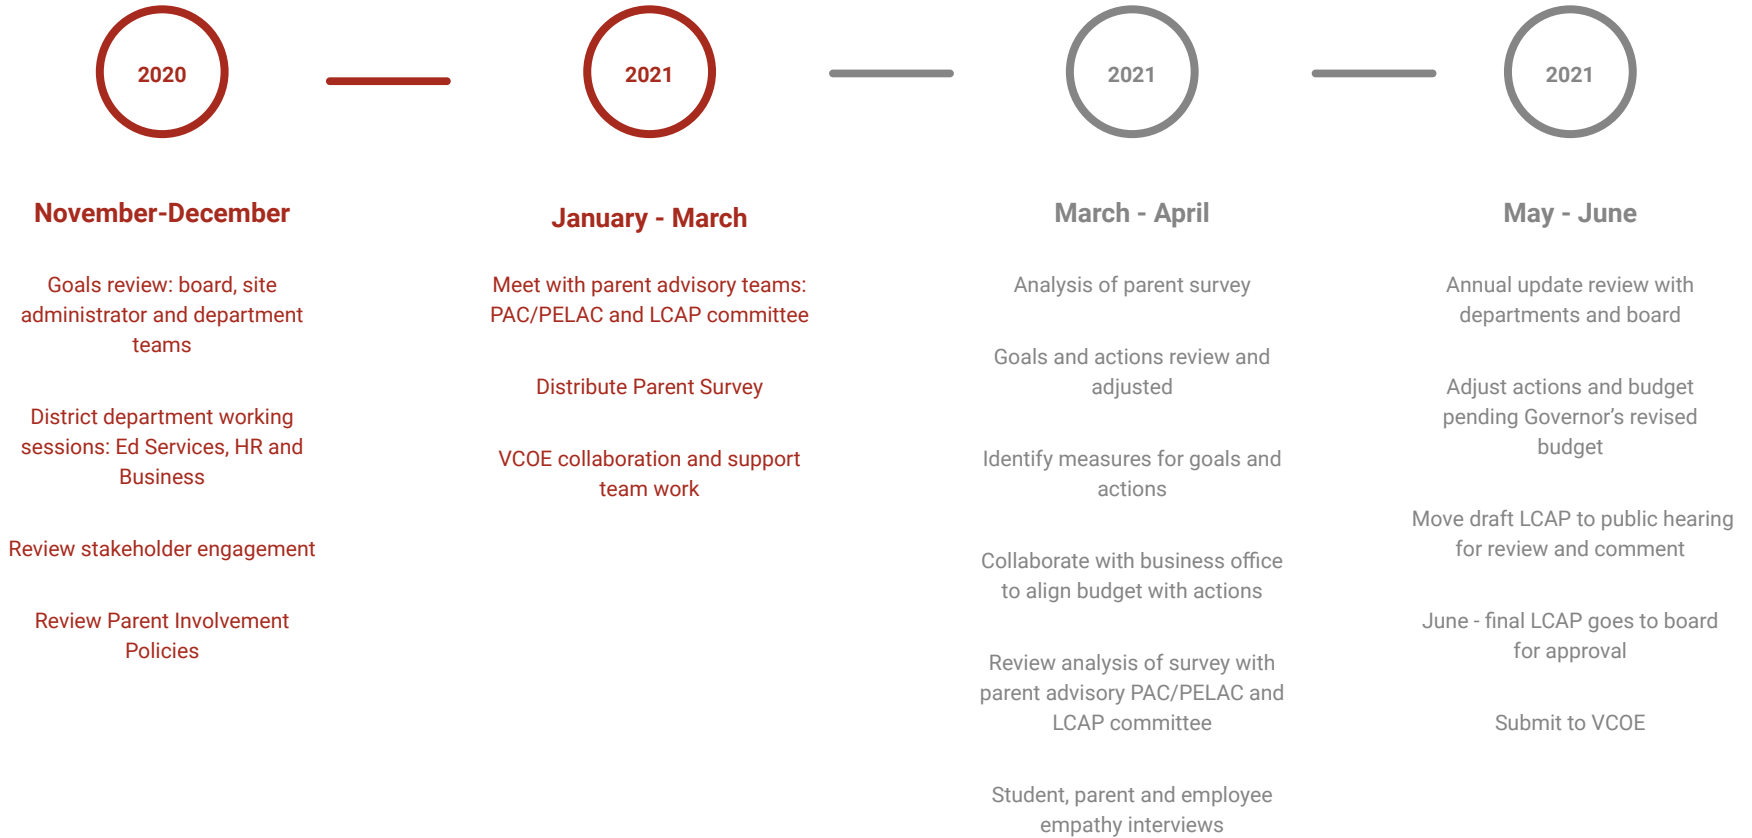 2020
2021
2021
2021
November-December
Goals review: board, site
administrator and department
teams
District department working
sessions: Ed Services, HR and
Business
Review stakeholder engagement
Review Parent Involvement
Policies
January - March
Meet with parent advisory teams:
PAC/PELAC and LCAP committee
Distribute Parent Survey
VCOE collaboration and support
team work
March - April
Analysis of parent survey
Goals and actions review and
adjusted
Identify measures for goals and
actions
Collaborate with business office
to align budget with actions
Review analysis of survey with
parent advisory PAC/PELAC and
LCAP committee
Student, parent and employee
empathy interviews
May - June
Annual update review with
departments and board
Adjust actions and budget
pending Governor’s revised
budget
Move draft LCAP to public hearing
for review and comment
June - final LCAP goes to board
for approval
Submit to VCOE